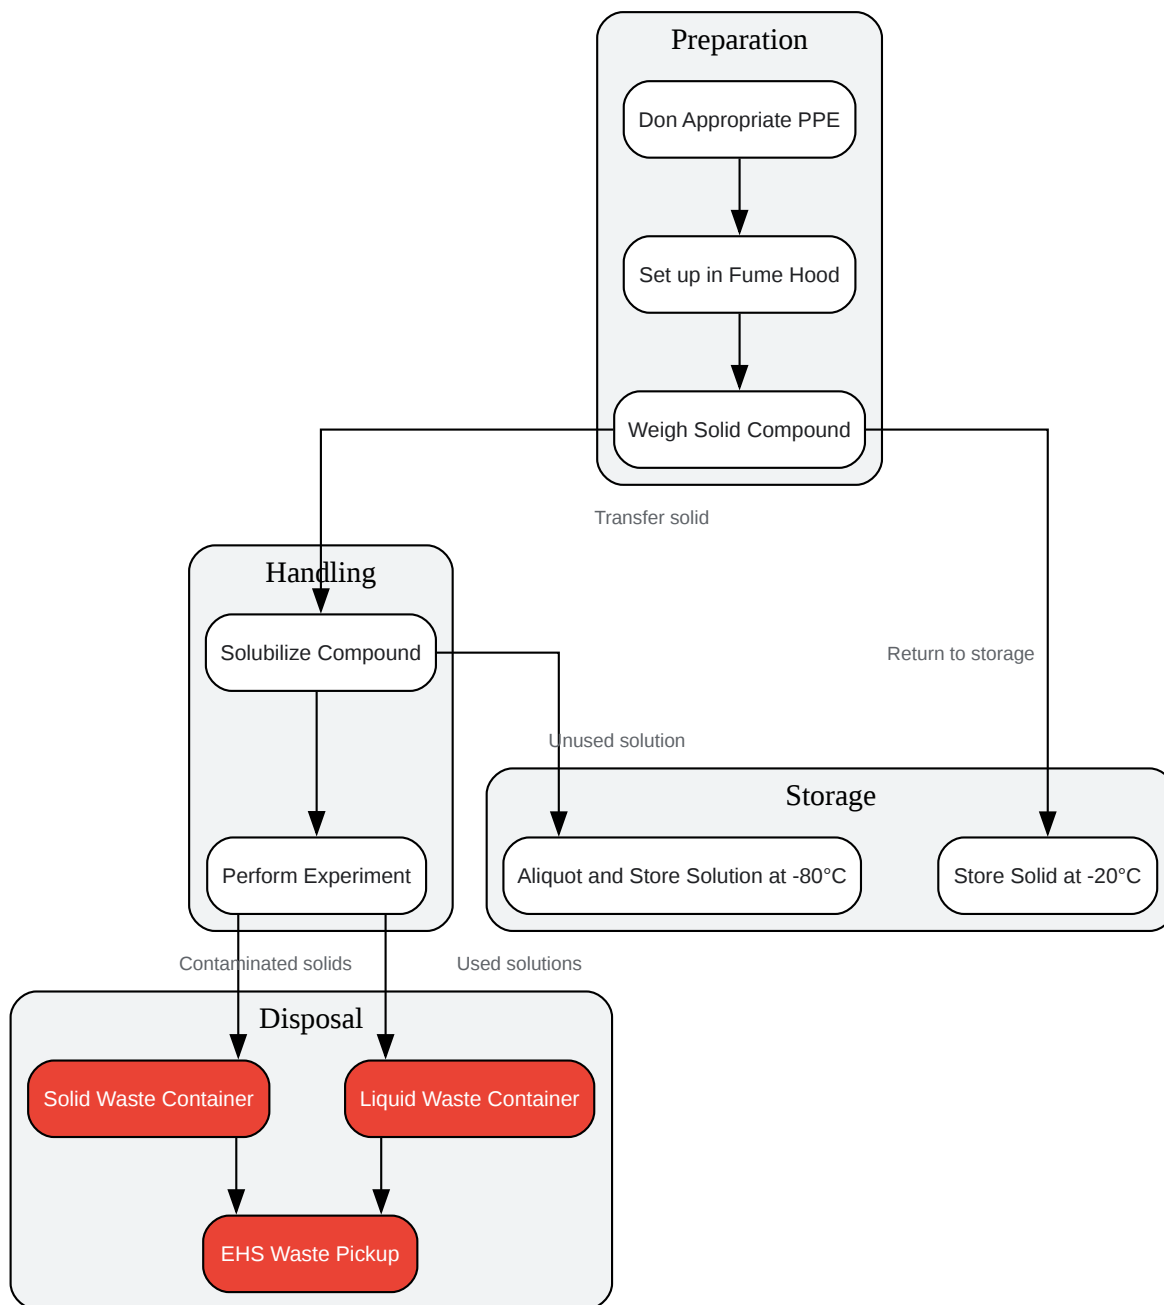 Preparation
Don Appropriate PPE
Set up in Fume Hood
Weigh Solid Compound
Transfer solid
Handling
Solubilize Compound
Return to storage
Unused solution
Storage
Perform Experiment
Aliquot and Store Solution at -80°C
Store Solid at -20°C
Contaminated solids
Used solutions
Disposal
Solid Waste Container
Liquid Waste Container
EHS Waste Pickup